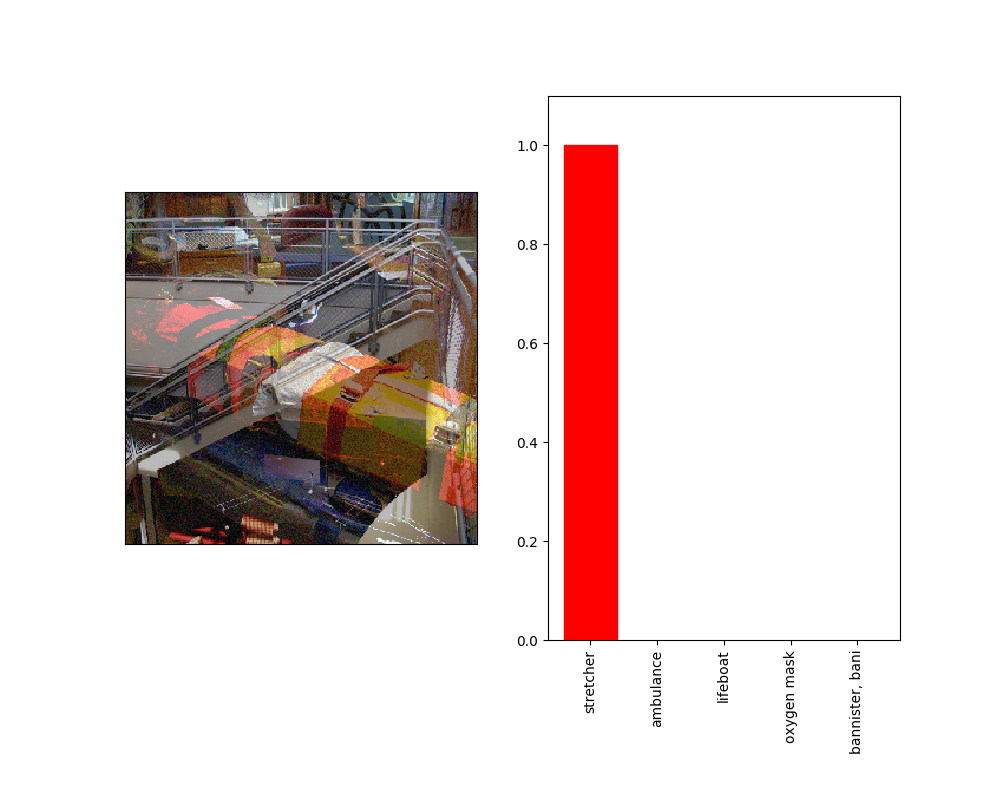 1.0
0.8
0.6
0.4
0.2
0.0
stretcher
ambulance
lifeboat
oxygen mask
bannister, bani